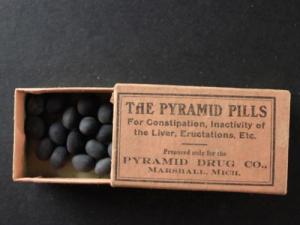 THE PYRAMID PILLS
For Constipation, Inactivity of
the Liver, Eructations, Etc.
Prepared only for the
PYRAMID DRUG CO.,
MARSHALL, MICH.